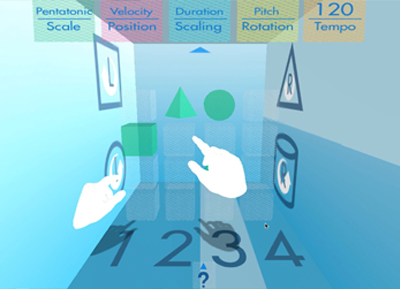 Pentatonic Velocity Duration Pitch 120
Scale Position Scaling Rotation Tempo
L R
L R
1 2 3 4
?